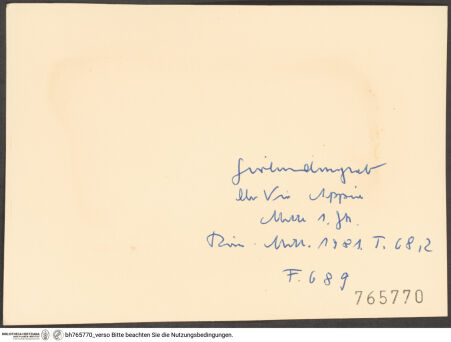 Girlandengrab
der Via Appia
Mitte 1. Jh.
Röm. Mitt. 1981. T. 68,2
F. 689
765770
bh765770_verso Bitte beachten Sie die Nutzungsbedingungen.